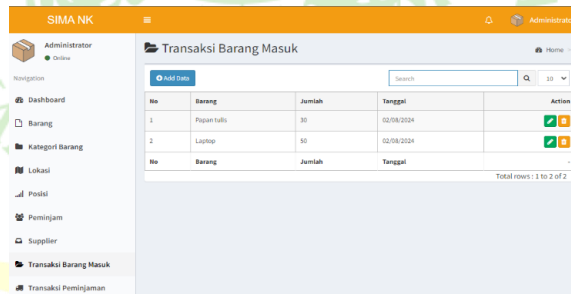 SIMA NK
Administrator
Administrator
Online
Transaksi Barang Masuk
Home
Navigation
Add Data
Search
10
Dashboard
No Barang Jumlah Tanggal Action
Barang
1 Papan tulis 30 02/08/2024
Kategori Barang
2 Laptop 50 02/08/2024
No Barang Jumlah Tanggal -
Lokasi
Total rows : 1 to 2 of 2
Posisi
Peminjam
Supplier
Transaksi Barang Masuk
Transaksi Peminjaman